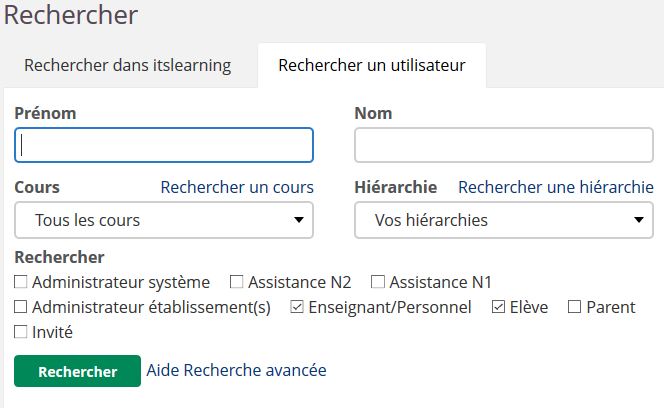 Rechercher
Rechercher dans itslearning Rechercher un utilisateur
Prénom Nom
Cours Rechercher un cours Hiérarchie Rechercher une hiérarchie
Tous les cours Vos hiérarchies
Rechercher
Administrateur système Assistance N2 Assistance N1
Administrateur établissement(s) Enseignant/Personnel Elève Parent
Invité
Rechercher Aide Recherche avancée